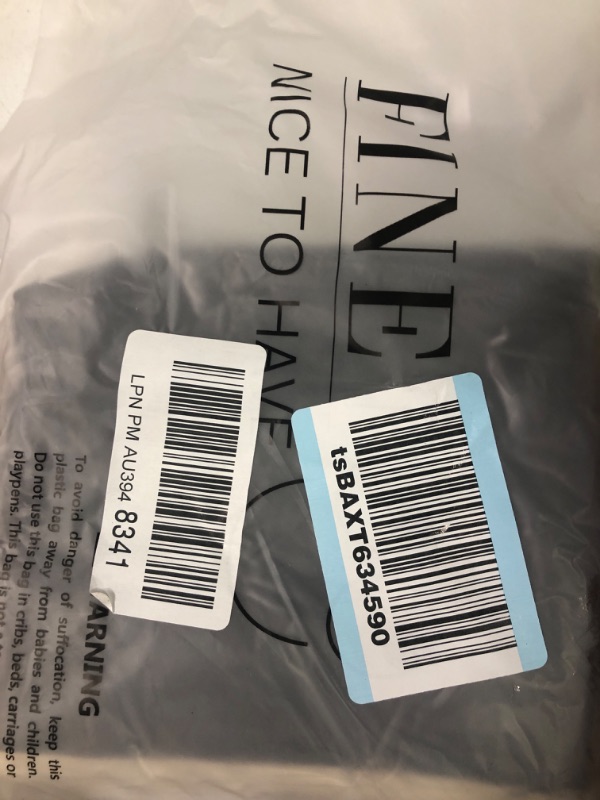 FINE
NICE TO HAVE
tsBAXT634590
LPN PM AU394 8341
ARNING
To avoid danger of suffocation, keep this
plastic bag away from babies and children.
Do not use this bag in cribs, beds, carriages or
playpens. This bag is not a